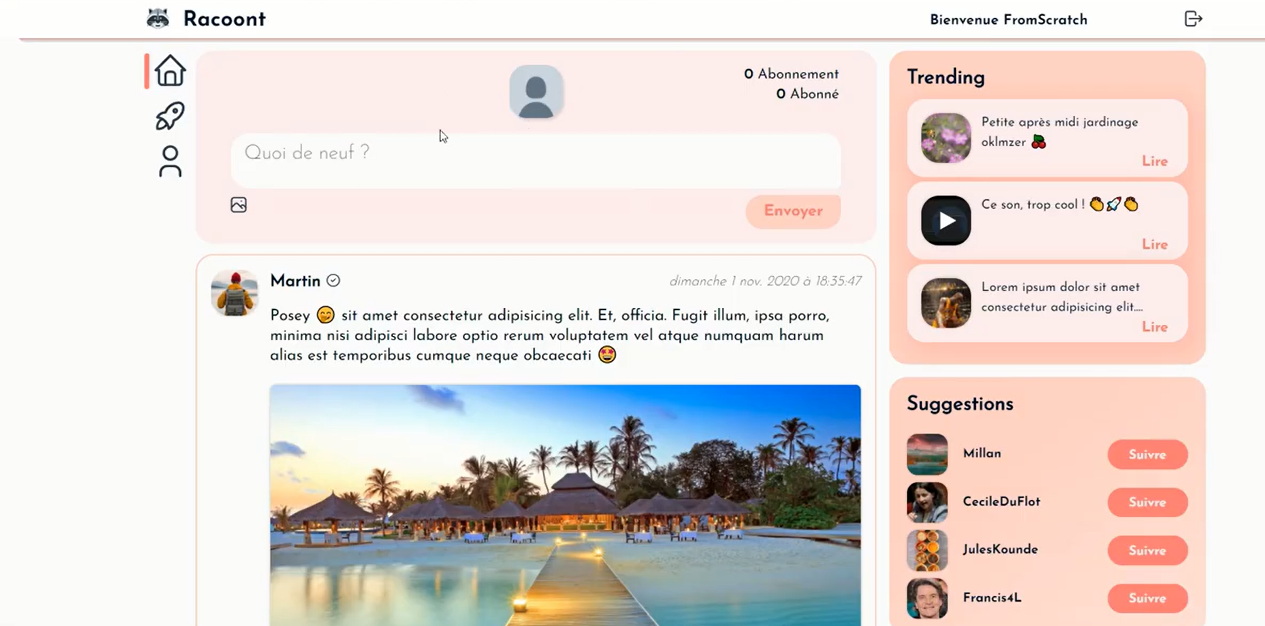 Racoont
Bienvenue FromScratch
0 Abonnement
0 Abonné
Quoi de neuf ?
Envoyer
Martin
dimanche 1 nov. 2020 à 18:35:47
Posey 😋 sit amet consectetur adipisicing elit. Et, officia. Fugit illum, ipsa porro,
minima nisi adipisci labore optio rerum voluptatem vel atque numquam harum
alias est temporibus cumque neque obcaecati 🤩
Trending
Petite après midi jardinage
oklmzer 🍒
Lire
Ce son, trop cool ! 👏🚀👏
Lire
Lorem ipsum dolor sit amet
consectetur adipisicing elit....
Lire
Suggestions
Millan
Suivre
CecileDuFlot
Suivre
JulesKounde
Suivre
Francis4L
Suivre